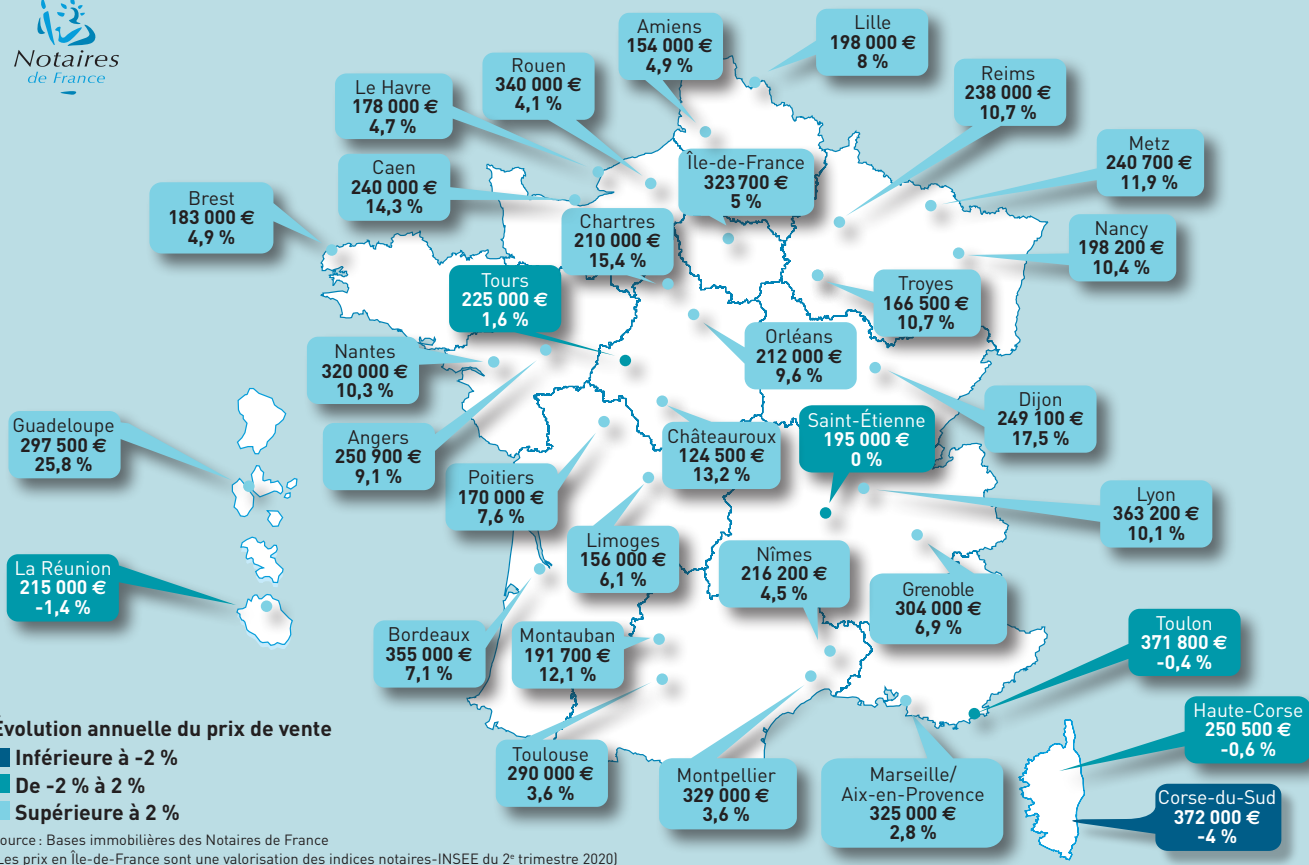 Notaires
de France
Amiens
154 000 €
4,9 %
Lille
198 000 €
8 %
Rouen
340 000 €
4,1 %
Reims
238 000 €
10,7 %
Le Havre
178 000 €
4,7 %
Île-de-France
323 700 €
5 %
Metz
240 700 €
11,9 %
Caen
240 000 €
14,3 %
Brest
183 000 €
4,9 %
Chartres
210 000 €
15,4 %
Nancy
198 200 €
10,4 %
Tours
225 000 €
1,6 %
Troyes
166 500 €
10,7 %
Orléans
212 000 €
9,6 %
Nantes
320 000 €
10,3 %
Dijon
249 100 €
17,5 %
Guadeloupe
297 500 €
25,8 %
Angers
250 900 €
9,1 %
Châteauroux
124 500 €
13,2 %
Saint-Étienne
195 000 €
0 %
Poitiers
170 000 €
7,6 %
Lyon
363 200 €
10,1 %
Limoges
156 000 €
6,1 %
Nîmes
216 200 €
4,5 %
La Réunion
215 000 €
-1,4 %
Grenoble
304 000 €
6,9 %
Bordeaux
355 000 €
7,1 %
Montauban
191 700 €
12,1 %
Toulon
371 800 €
-0,4 %
Haute-Corse
250 500 €
-0,6 %
Toulouse
290 000 €
3,6 %
Montpellier
329 000 €
3,6 %
Marseille/
Aix-en-Provence
325 000 €
2,8 %
Corse-du-Sud
372 000 €
-4 %
Évolution annuelle du prix de vente
Inférieure à -2 %
De -2 % à 2 %
Supérieure à 2 %
ource : Bases immobilières des Notaires de France
Les prix en Île-de-France sont une valorisation des indices notaires-INSEE du 2e trimestre 2020)